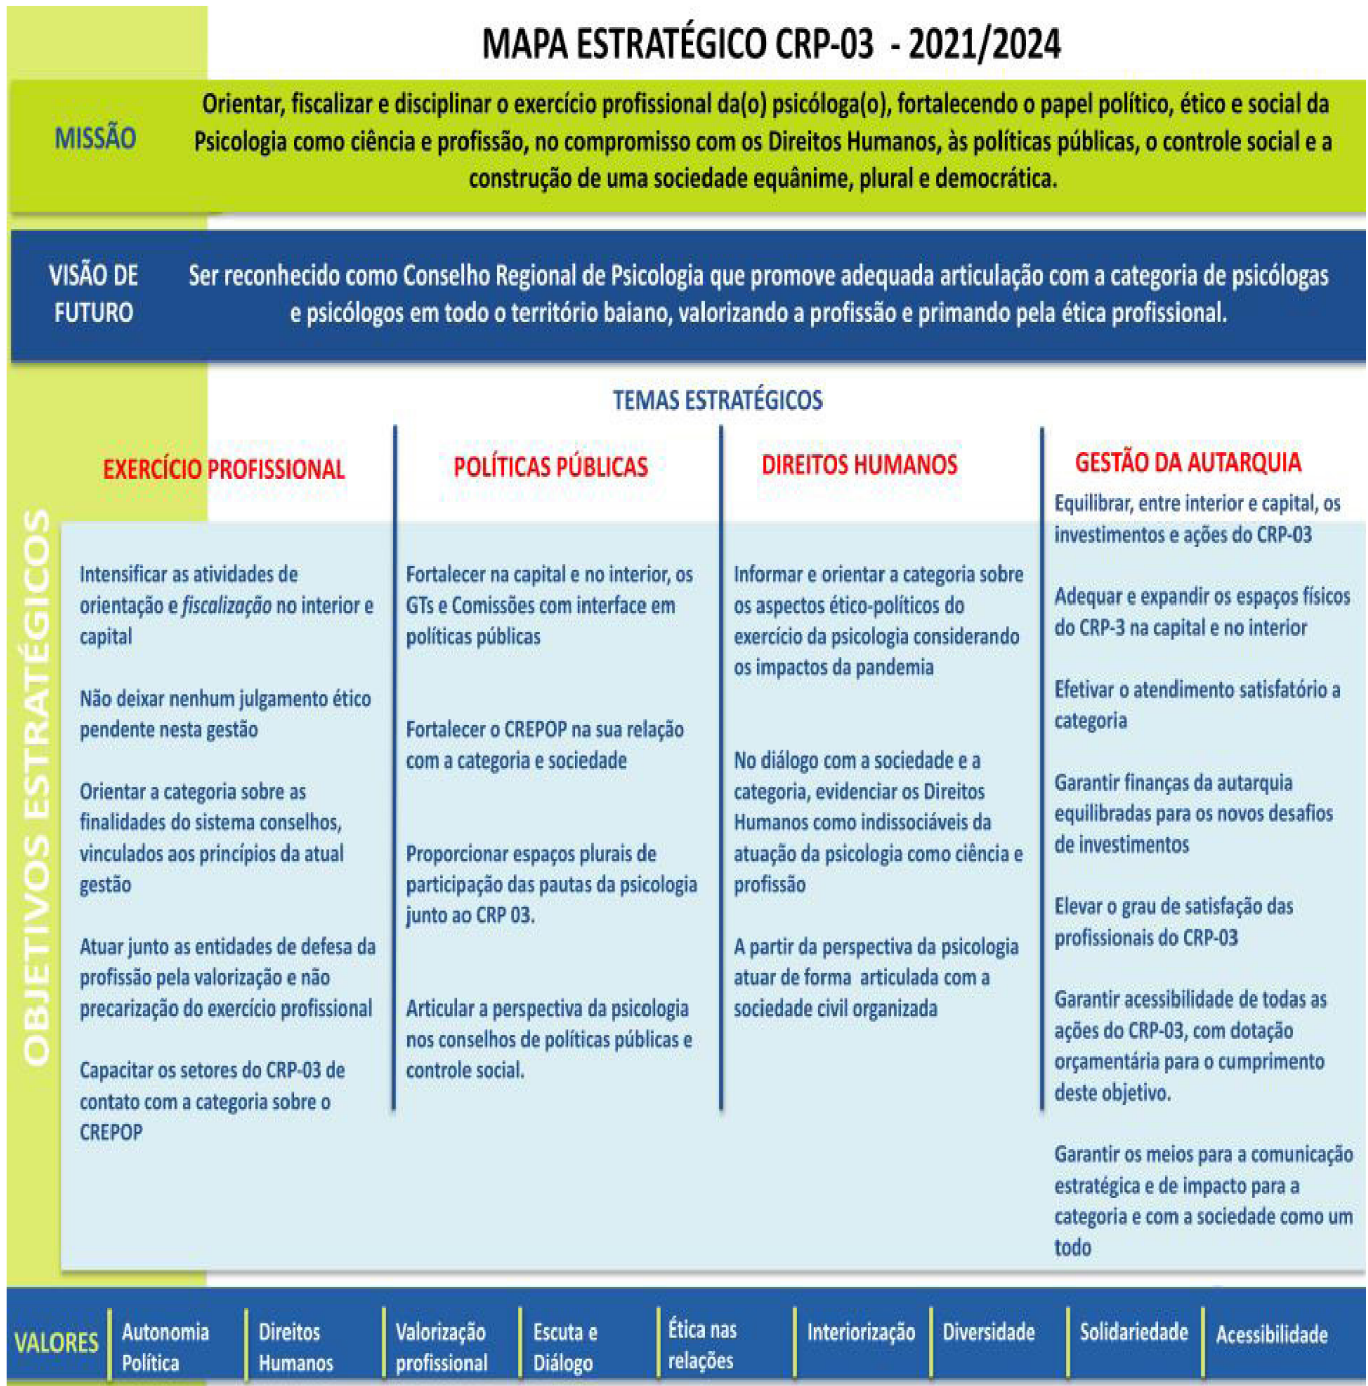 MAPA ESTRATÉGICO CRP-03 - 2021/2024
MISSÃO
Orientar, fiscalizar e disciplinar o exercício profissional da(o) psicóloga(o), fortalecendo o papel político, ético e social da
Psicologia como ciência e profissão, no compromisso com os Direitos Humanos, às políticas públicas, o controle social e a
construção de uma sociedade equânime, plural e democrática.
VISÃO DE
FUTURO
Ser reconhecido como Conselho Regional de Psicologia que promove adequada articulação com a categoria de psicólogas
e psicólogos em todo o território baiano, valorizando a profissão e primando pela ética profissional.
TEMAS ESTRATÉGICOS
OBJETIVOS ESTRATÉGICOS
EXERCÍCIO PROFISSIONAL
Intensificar as atividades de
orientação e fiscalização no interior e
capital
Não deixar nenhum julgamento ético
pendente nesta gestão
Orientar a categoria sobre as
finalidades do sistema conselhos,
vinculados aos princípios da atual
gestão
Atuar junto as entidades de defesa da
profissão pela valorização e não
precarização do exercício profissional
Capacitar os setores do CRP-03 de
contato com a categoria sobre o
CREPOP
POLÍTICAS PÚBLICAS
Fortalecer na capital e no interior, os
GTs e Comissões com interface em
políticas públicas
Fortalecer o CREPOP na sua relação
com a categoria e sociedade
Proporcionar espaços plurais de
participação das pautas da psicologia
junto ao CRP 03.
Articular a perspectiva da psicologia
nos conselhos de políticas públicas e
controle social.
DIREITOS HUMANOS
Informar e orientar a categoria sobre
os aspectos ético-políticos do
exercício da psicologia considerando
os impactos da pandemia
No diálogo com a sociedade e a
categoria, evidenciar os Direitos
Humanos como indissociáveis da
atuação da psicologia como ciência e
profissão
A partir da perspectiva da psicologia
atuar de forma articulada com a
sociedade civil organizada
GESTÃO DA AUTARQUIA
Equilibrar, entre interior e capital, os
investimentos e ações do CRP-03
Adequar e expandir os espaços físicos
do CRP-3 na capital e no interior
Efetivar o atendimento satisfatório a
categoria
Garantir finanças da autarquia
equilibradas para os novos desafios
de investimentos
Elevar o grau de satisfação das
profissionais do CRP-03
Garantir acessibilidade de todas as
ações do CRP-03, com dotação
orçamentária para o cumprimento
deste objetivo.
Garantir os meios para a comunicação
estratégica e de impacto para a
categoria e com a sociedade como um
todo
VALORES
Autonomia
Política
Direitos
Humanos
Valorização
profissional
Escuta e
Diálogo
Ética nas
relações
Interiorização
Diversidade
Solidariedade
Acessibilidade